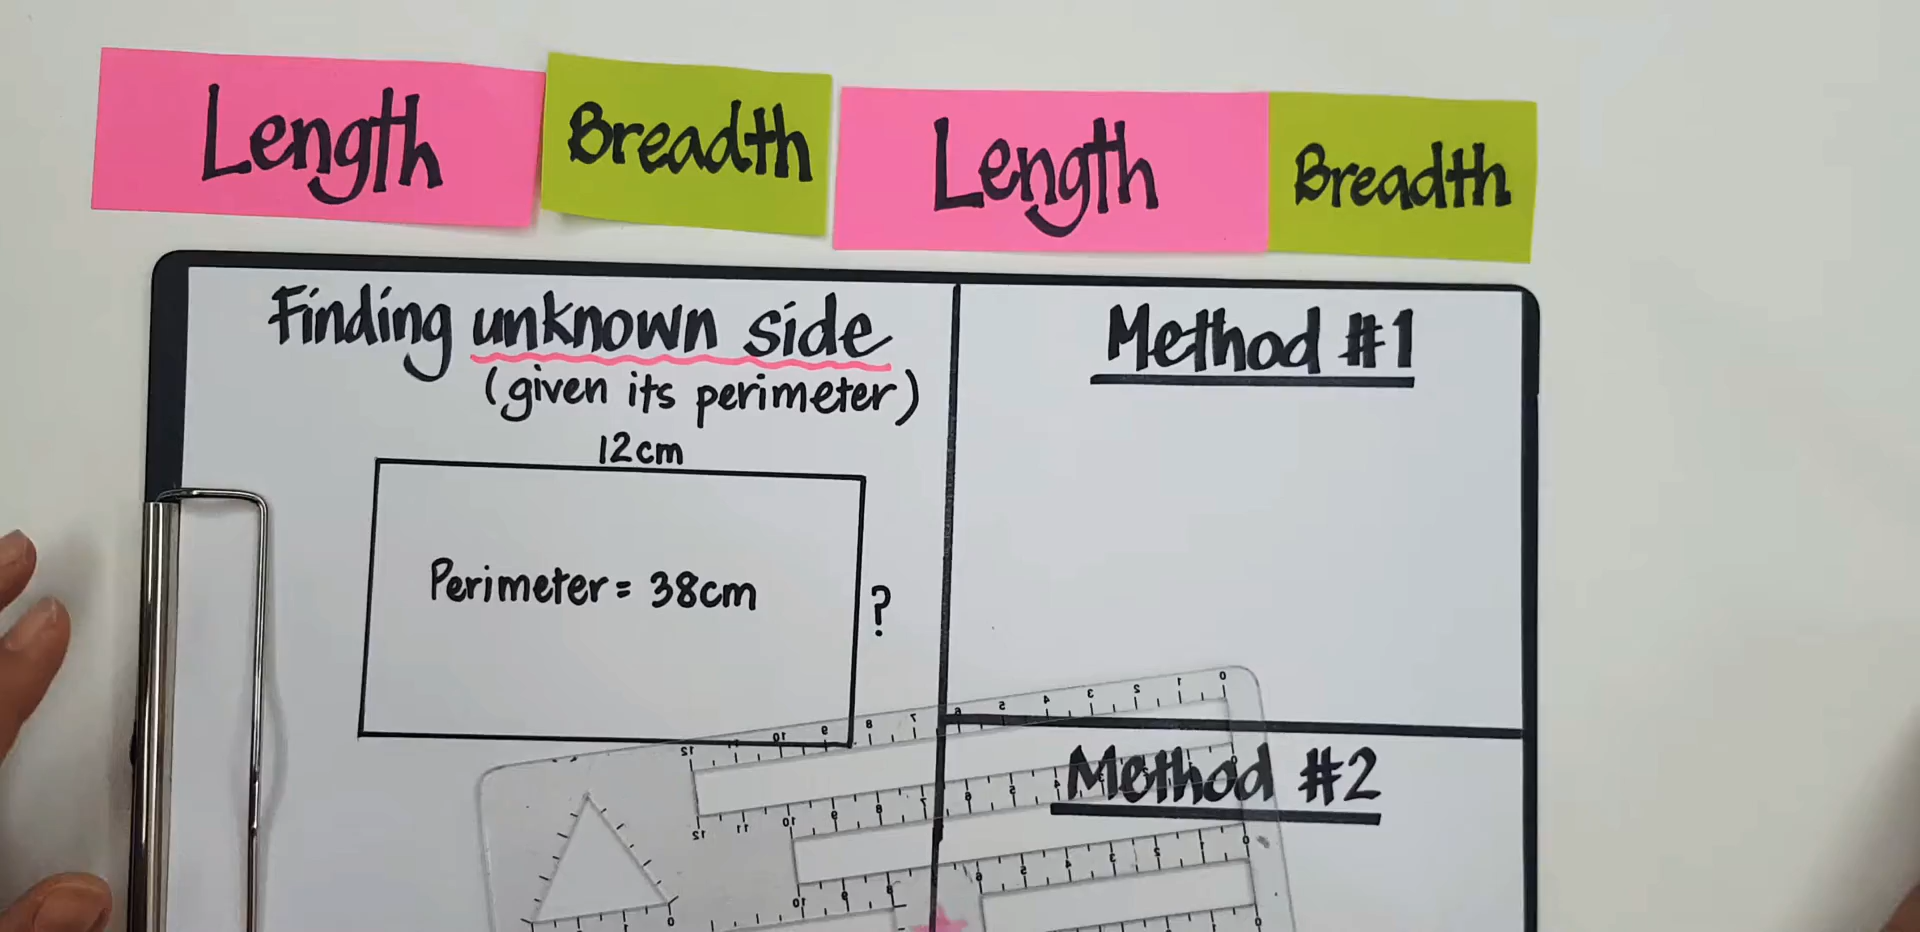 Length Breadth Length Breadth
Finding unknown side
(given its perimeter)
12cm
Perimeter = 38cm
?
Method #1
Method #2